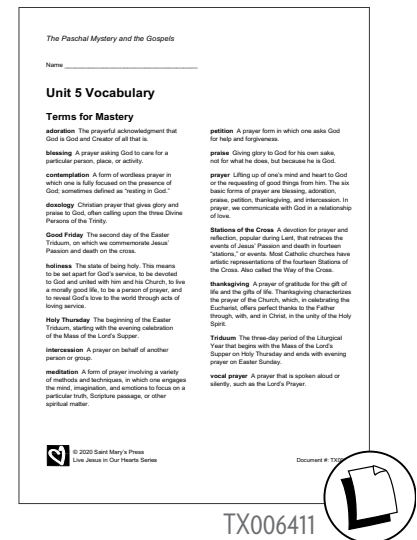 The Paschal Mystery and the Gospels
Name
Unit 5 Vocabulary
Terms for Mastery
adoration The prayerful acknowledgment that
God is God and Creator of all that is.
blessing A prayer asking God to care for a
particular person, place, or activity.
contemplation A form of wordless prayer in
which one is fully focused on the presence of
God; sometimes defined as "resting in God."
doxology Christian prayer that gives glory and
praise to God, often calling upon the three Divine
Persons of the Trinity.
Good Friday The second day of the Easter
Triduum, on which we commemorate Jesus'
Passion and death on the cross.
holiness The state of being holy. This means
to be set apart for God's service, to be devoted
to God and united with him and his Church, to live
a morally good life, to be a person of prayer, and
to reveal God's love to the world through acts of
loving service.
Holy Thursday The beginning of the Easter
Triduum, starting with the evening celebration
of the Mass of the Lord's Supper.
intercession A prayer on behalf of another
person or group.
meditation A form of prayer involving a variety
of methods and techniques, in which one engages
the mind, imagination, and emotions to focus on a
particular truth, Scripture passage, or other
spiritual matter.
petition A prayer form in which one asks God
for help and forgiveness.
praise Giving glory to God for his own sake,
not for what he does, but because he is God.
prayer Lifting up of one's mind and heart to God
or the requesting of good things from him. The six
basic forms of prayer are blessing, adoration,
praise, petition, thanksgiving, and intercession. In
prayer, we communicate with God in a relationship
of love.
Stations of the Cross A devotion for prayer and
reflection, popular during Lent, that retraces the
events of Jesus' Passion and death in fourteen
"stations," or events. Most Catholic churches have
artistic representations of the fourteen Stations of
the Cross. Also called the Way of the Cross.
thanksgiving A prayer of gratitude for the gift of
life and the gifts of life. Thanksgiving characterizes
the prayer of the Church, which, in celebrating the
Eucharist, offers perfect thanks to the Father
through, with, and in Christ, in the unity of the Holy
Spirit.
Triduum The three-day period of the Liturgical
Year that begins with the Mass of the Lord's
Supper on Holy Thursday and ends with evening
prayer on Easter Sunday.
vocal prayer A prayer that is spoken aloud or
silently, such as the Lord's Prayer.
© 2020 Saint Mary's Press
Live Jesus in Our Hearts Series
Document #:
TX006411